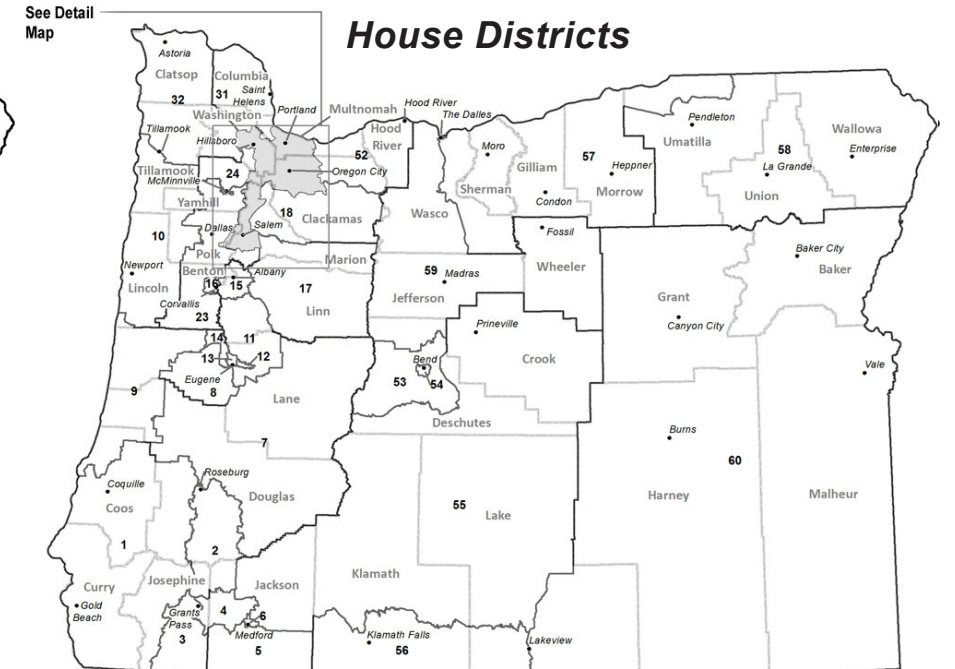 See Detail
Map
House Districts
Astoria
Clatsop
Columbia
32
31
Saint
Helens
Portland
Multnomah
Hood River
The Dalles
Washington
Tillamook
Hillsboro
Hood
River
52
Oregon City
Tillamook
24
McMinnville
Yamhill
18
Clackamas
Moro
Sherman
Gilliam
Condon
57
Heppner
Morrow
Pendleton
Umatilla
58
La Grande
Union
Wallowa
Enterprise
10
Dallas
Salem
Polk
Marion
Wasco
Fossil
Wheeler
Baker City
Baker
Newport
Lincoln
Benton
Albany
16
15
17
Corvallis
Linn
23
59
Madras
Jefferson
Grant
Canyon City
14
11
13
12
Eugene
8
Prineville
Crook
Bend
53
54
Deschutes
Vale
9
Lane
7
Burns
60
Harney
Malheur
Roseburg
Coquille
Coos
Douglas
55
Lake
1
2
Curry
Josephine
Jackson
Klamath
Gold
Beach
Grants
Pass
4
6
Medford
3
5
Klamath Falls
56
Lakeview